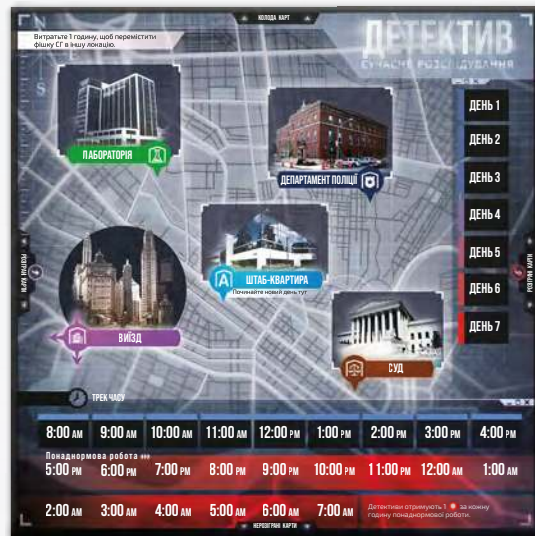 КОЛОДА КАРТ
N
Витратьте 1 годину, щоб перемістити
фішку СГ в іншу локацію.
ДЕТЕКТИВ
СУЧАСНЕ РОЗСЛІДУВАННЯ
S
ЛАБОРАТОРІЯ
ДЕПАРТАМЕНТ ПОЛІЦІЇ
ШТАБ-КВАРТИРА
Починайте новий день тут
ВИЇЗД
СУД
ДЕНЬ 1
ДЕНЬ 2
ДЕНЬ 3
ДЕНЬ 4
ДЕНЬ 5
ДЕНЬ 6
ДЕНЬ 7
РОЗІГРАНІ КАРТИ
ТРЕК ЧАСУ
8:00 AM 9:00 AM 10:00 AM 11:00 AM 12:00 PM 1:00 PM 2:00 PM 3:00 PM 4:00 PM
Понаднормова робота
5:00 PM 6:00 PM 7:00 PM 8:00 PM 9:00 PM 10:00 PM 11:00 PM 12:00 AM 1:00 AM
2:00 AM 3:00 AM 4:00 AM 5:00 AM 6:00 AM 7:00 AM
Детективи отримують 1 за кожну
годину понаднормової роботи.
НЕРОЗІГРАНІ КАРТИ